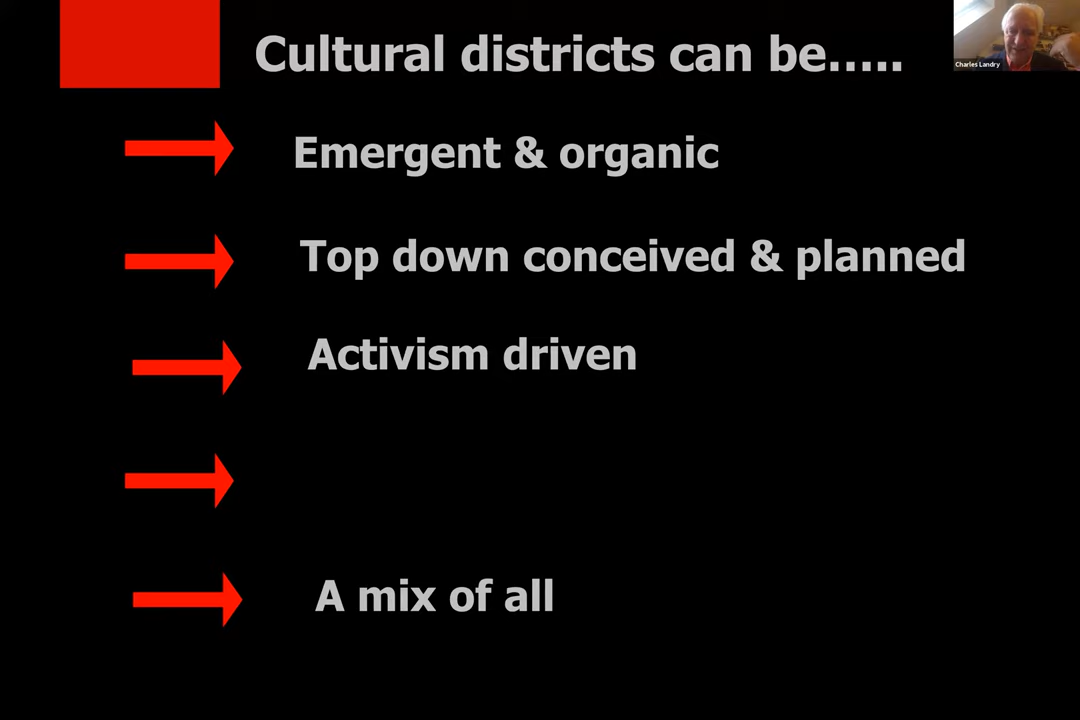 Cultural districts can be.....
Charles Landry
Emergent & organic
Top down conceived & planned
Activism driven
A mix of all